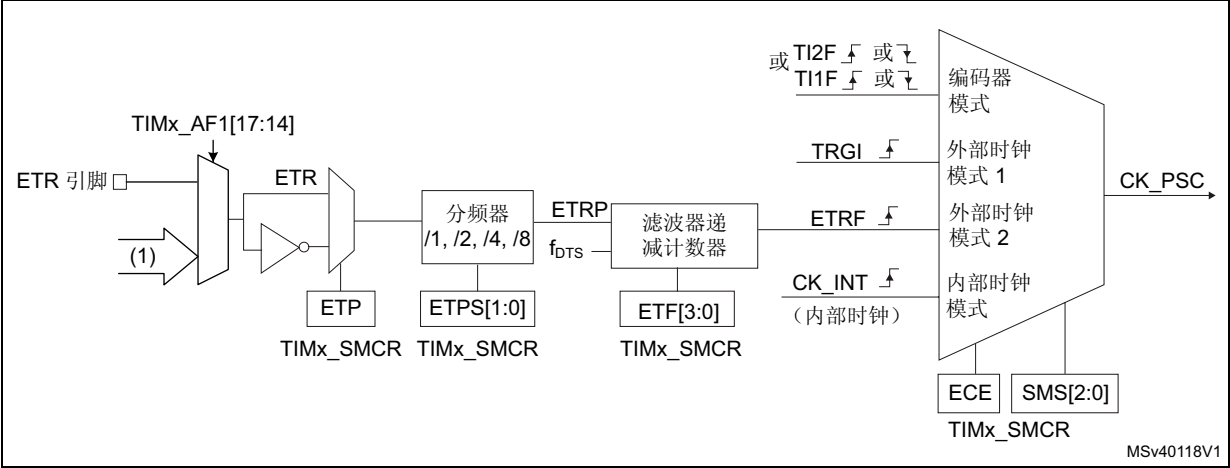 或 TI2F 或
TI1F 或
编码器
模式
TIMx_AF1[17:14]
TRGI
外部时钟
模式 1
CK_PSC
ETR 引脚
ETR
分频器
/1, /2, /4, /8
ETRP
fDTS
滤波器递
减计数器
ETRF
外部时钟
模式 2
(1)
CK_INT
（内部时钟）
内部时钟
模式
ETP
TIMx_SMCR
ETPS[1:0]
TIMx_SMCR
ETF[3:0]
TIMx_SMCR
ECE
SMS[2:0]
TIMx_SMCR
MSv40118V1